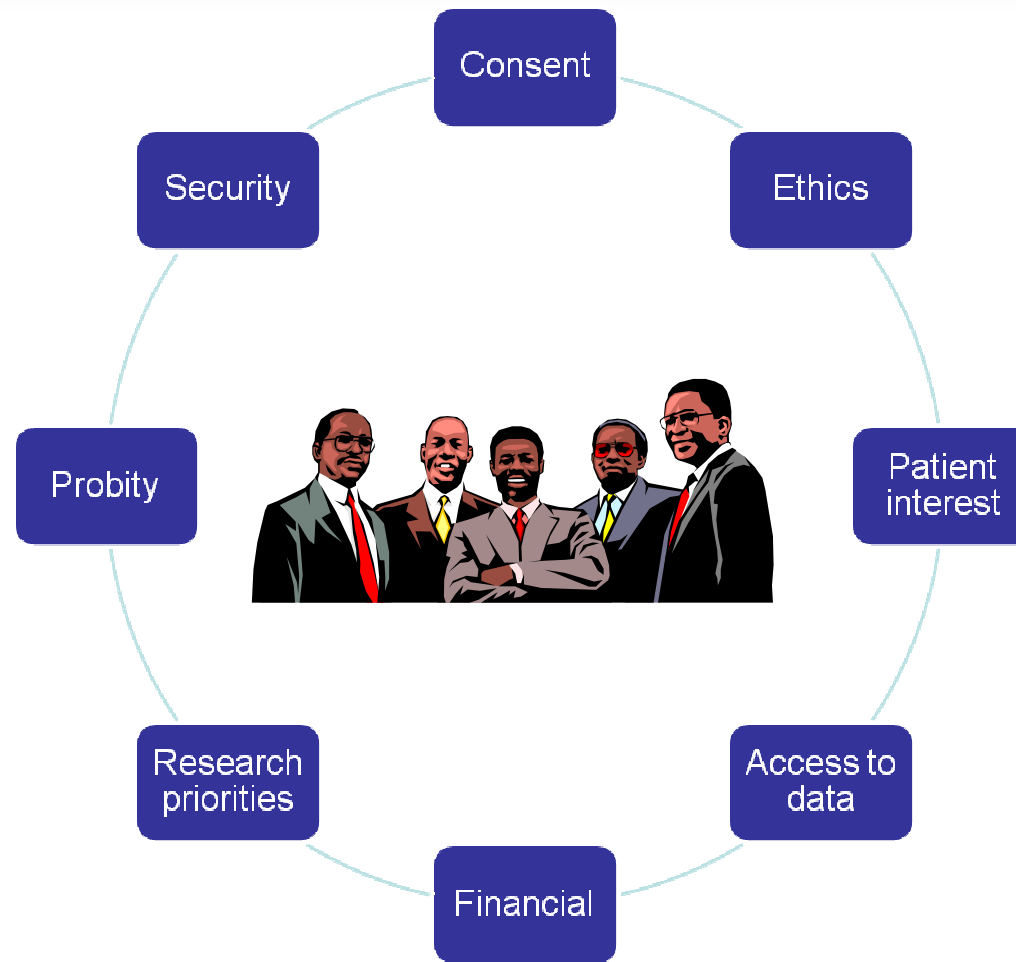 Consent
Ethics
Patient
interest
Access to
data
Financial
Research
priorities
Probity
Security